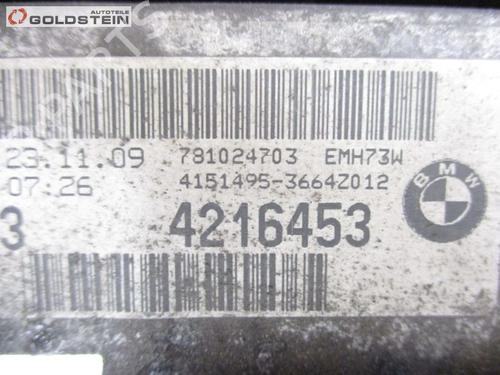 AUTOTEILE
GOLDSTEIN
23.11.09 781024703 EMH73W
07:26 4151495-3664Z012
BMW
3 4216453